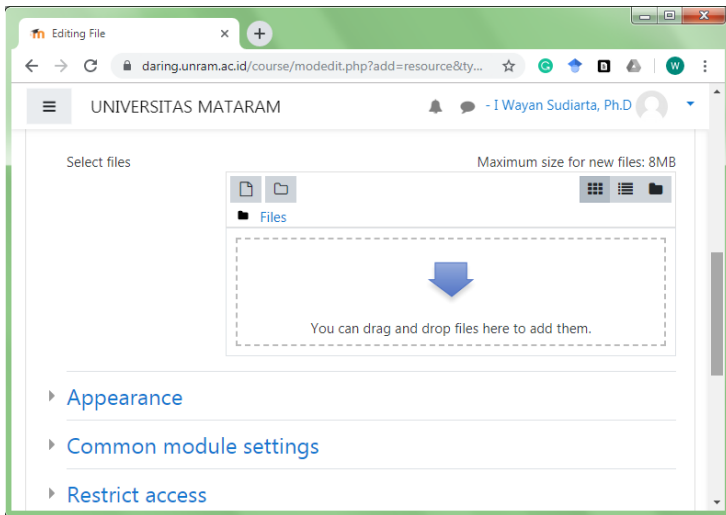 Editing File
daring.unram.ac.id/course/modedit.php?add=resource&ty...
W
UNIVERSITAS MATARAM
- I Wayan Sudiarta, Ph.D
Select files
Maximum size for new files: 8MB
Files
You can drag and drop files here to add them.
Appearance
Common module settings
Restrict access